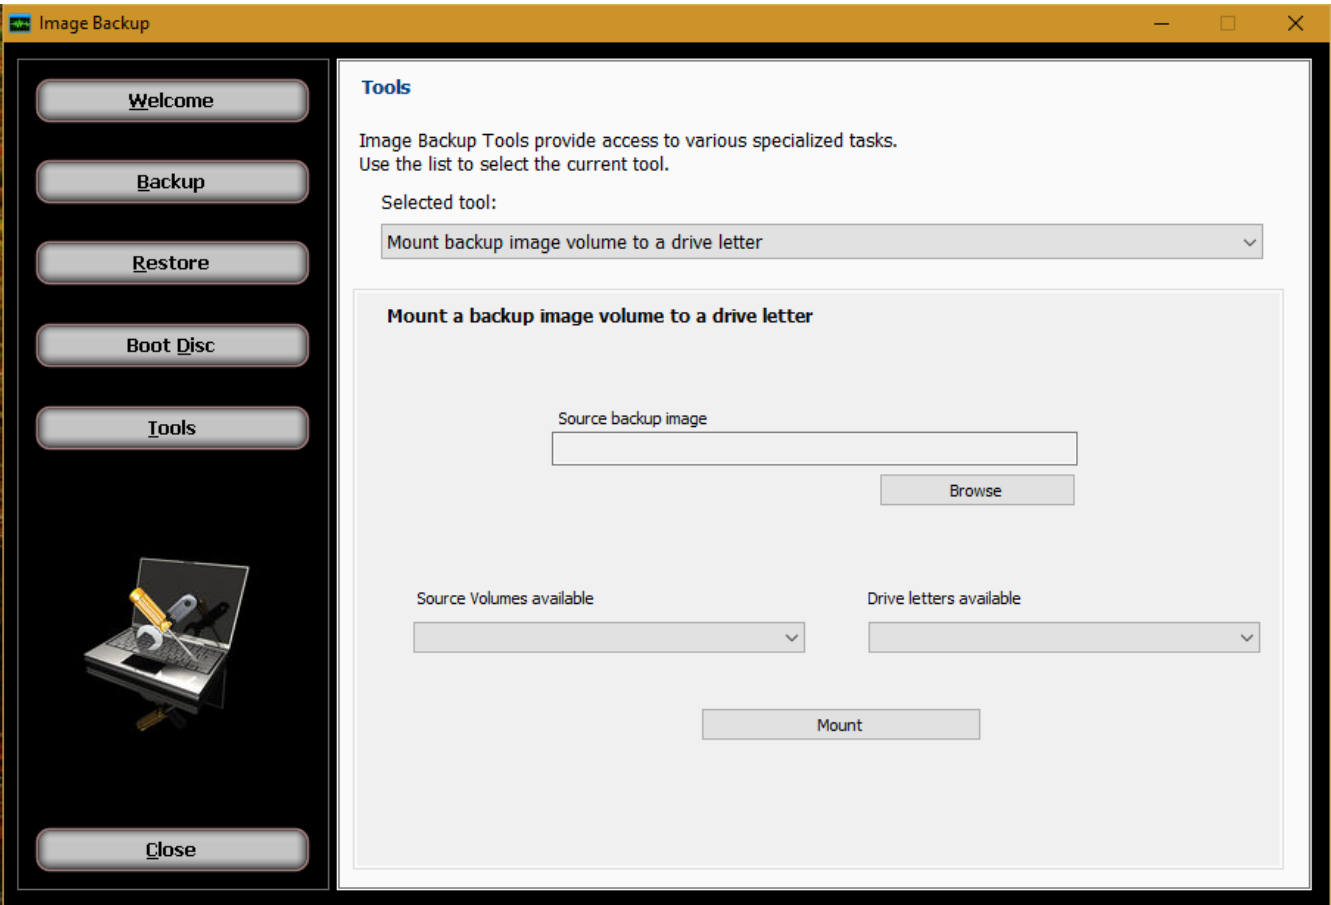 Image Backup
Welcome
Backup
Restore
Boot Disc
Tools
Close
Tools
Image Backup Tools provide access to various specialized tasks.
Use the list to select the current tool.
Selected tool:
Mount backup image volume to a drive letter
Mount a backup image volume to a drive letter
Source backup image
Browse
Source Volumes available
Drive letters available
Mount